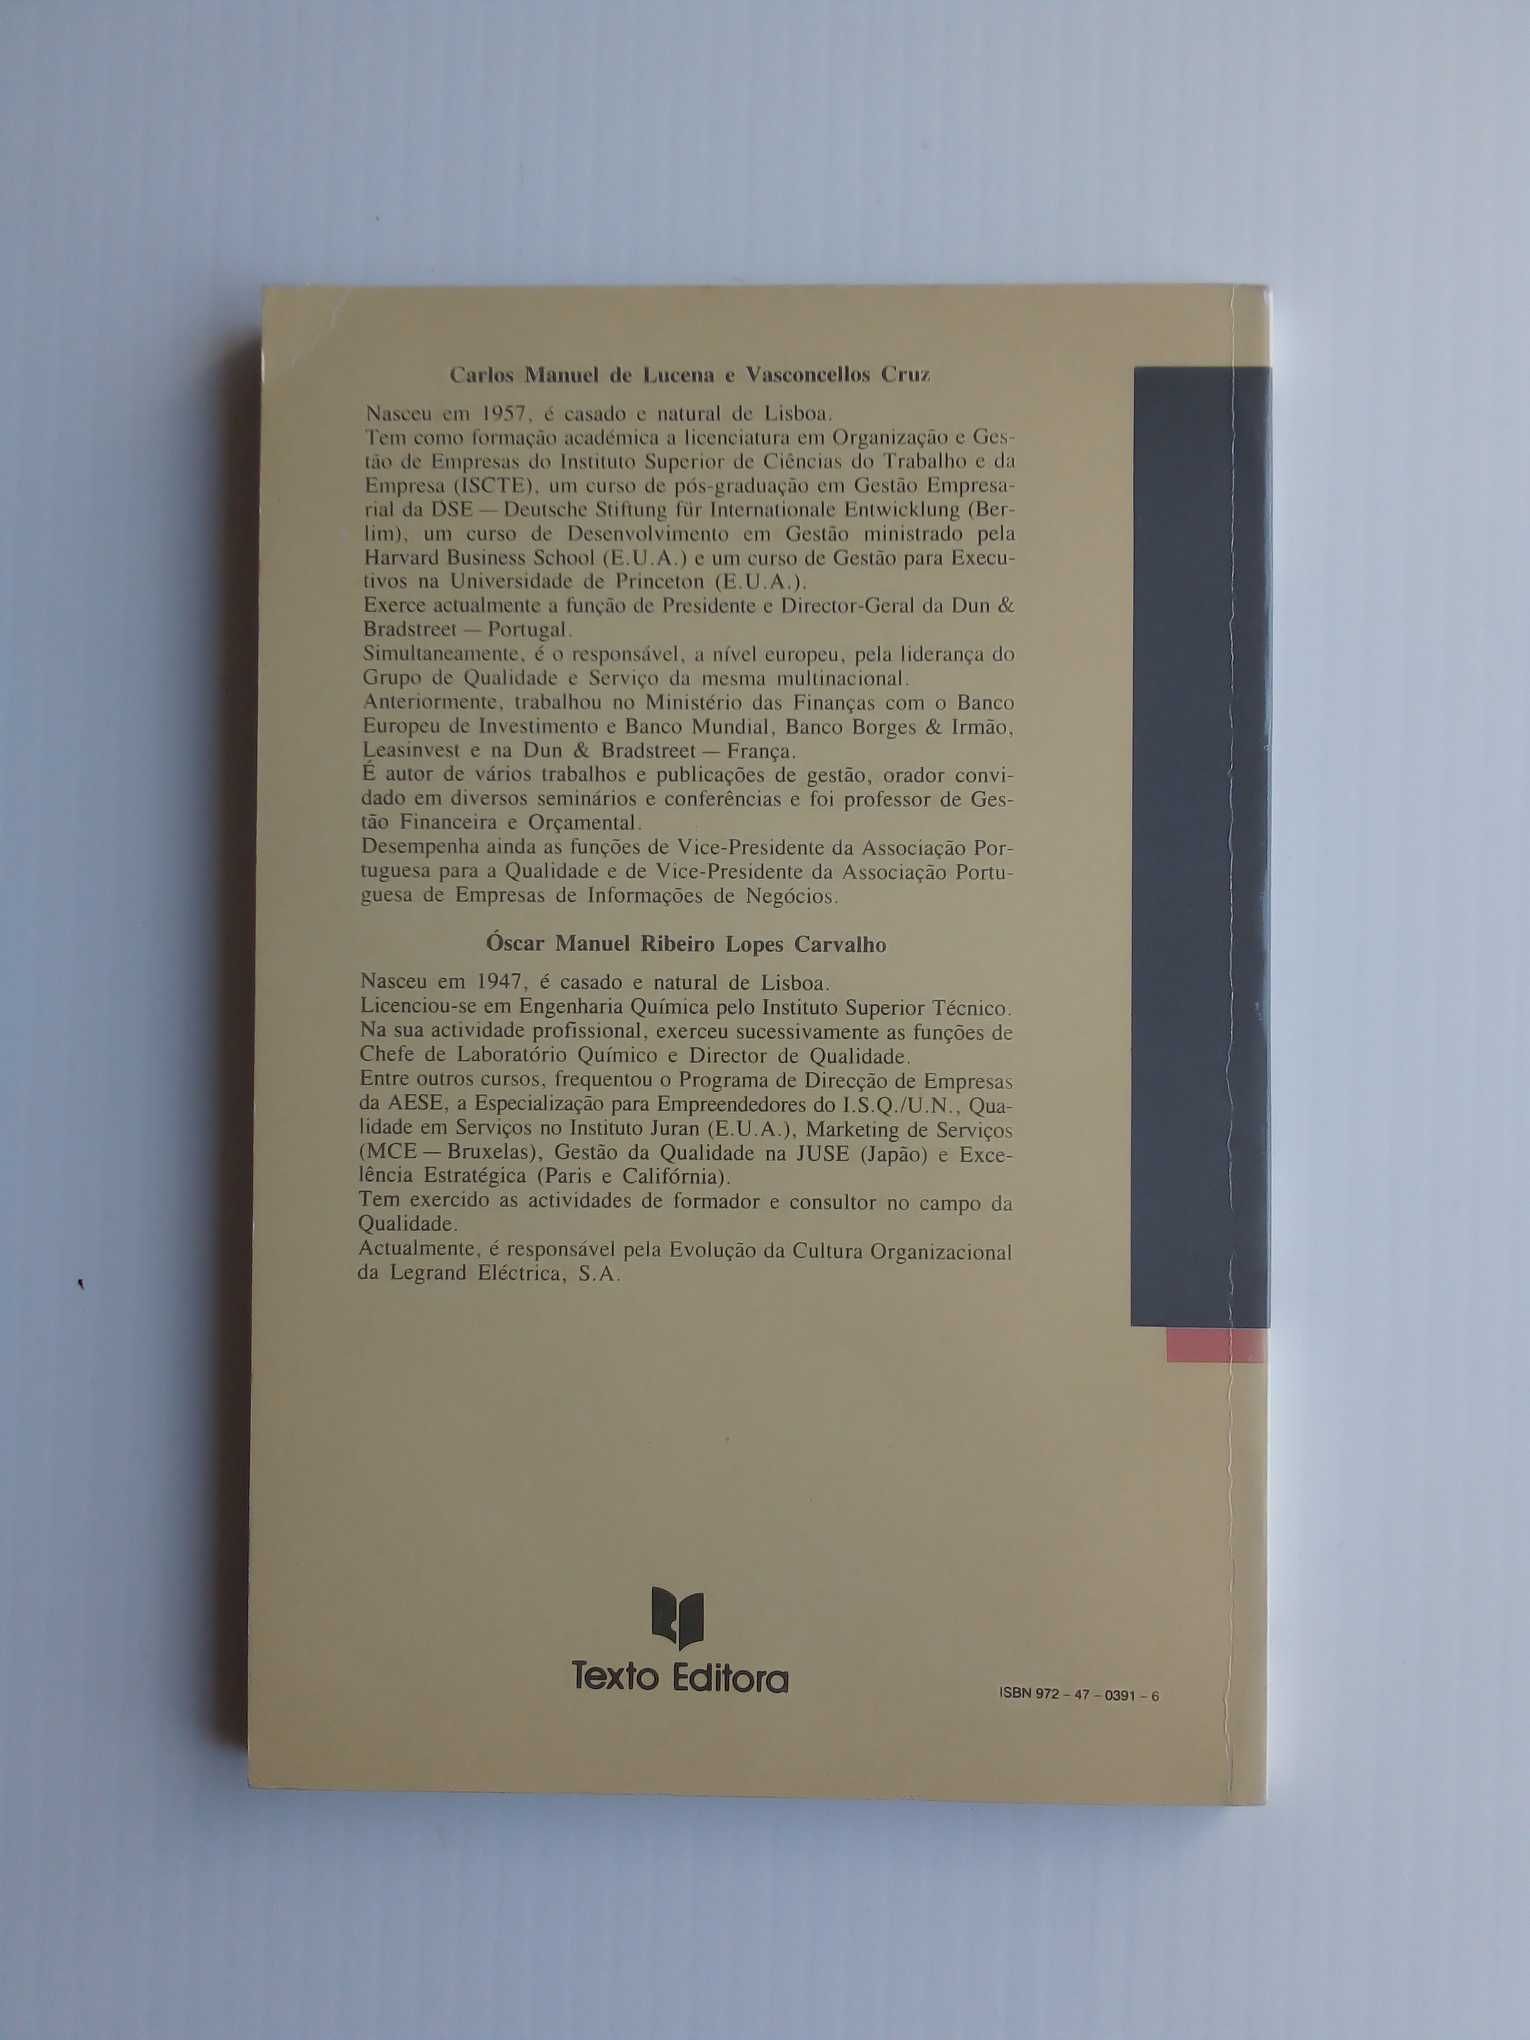 Carlos Manuel de Lucena e Vasconcellos Cruz
Nasceu em 1957, é casado e natural de Lisboa.
Tem como formação académica a licenciatura em Organização e Ges-
tão de Empresas do Instituto Superior de Ciências do Trabalho e da
Empresa (ISCTE), um curso de pós-graduação em Gestão Empresa-
rial da DSE — Deutsche Stiftung für Internationale Entwicklung (Ber-
lim), um curso de Desenvolvimento em Gestão ministrado pela
Harvard Business School (E.U.A.) e um curso de Gestão para Execu-
tivos na Universidade de Princeton (E.U.A.).
Exerce actualmente a função de Presidente e Director-Geral da Dun &
Bradstreet — Portugal.
Simultaneamente, é o responsável, a nível europeu, pela liderança do
Grupo de Qualidade e Serviço da mesma multinacional.
Anteriormente, trabalhou no Ministério das Finanças com o Banco
Europeu de Investimento e Banco Mundial, Banco Borges & Irmão,
Leasinvest e na Dun & Bradstreet — França.
É autor de vários trabalhos e publicações de gestão, orador convi-
dado em diversos seminários e conferências e foi professor de Ges-
tão Financeira e Orçamental.
Desempenha ainda as funções de Vice-Presidente da Associação Por-
tuguesa para a Qualidade e de Vice-Presidente da Associação Portu-
guesa de Empresas de Informações de Negócios.
Óscar Manuel Ribeiro Lopes Carvalho
Nasceu em 1947, é casado e natural de Lisboa.
Licenciou-se em Engenharia Química pelo Instituto Superior Técnico.
Na sua actividade profissional, exerceu sucessivamente as funções de
Chefe de Laboratório Químico e Director de Qualidade.
Entre outros cursos, frequentou o Programa de Direcção de Empresas
da AESE, a Especialização para Empreendedores do I.S.Q./U.N., Qua-
lidade em Serviços no Instituto Juran (E.U.A.), Marketing de Serviços
(MCE — Bruxelas), Gestão da Qualidade na JUSE (Japão) e Exce-
lência Estratégica (Paris e Califórnia).
Tem exercido as actividades de formador e consultor no campo da
Qualidade.
Actualmente, é responsável pela Evolução da Cultura Organizacional
da Legrand Eléctrica, S.A.
Texto Editora
ISBN 972 - 47 - 0391 - 6